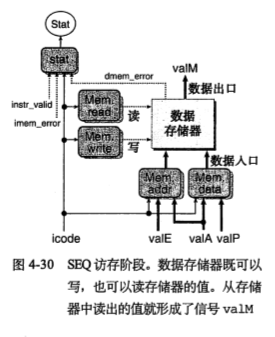 Stat
stat
dmem_error
valM
数据出口
instr_valid
imem_error
Mem.
read
读
数据
存储器
Mem.
write
写
数据入口
Mem.
addr
Mem.
data
icode
valE
valA
valP
图 4-30 SEQ 访存阶段。数据存储器既可以
写，也可以读存储器的值。从存储
器中读出的值就形成了信号 valM